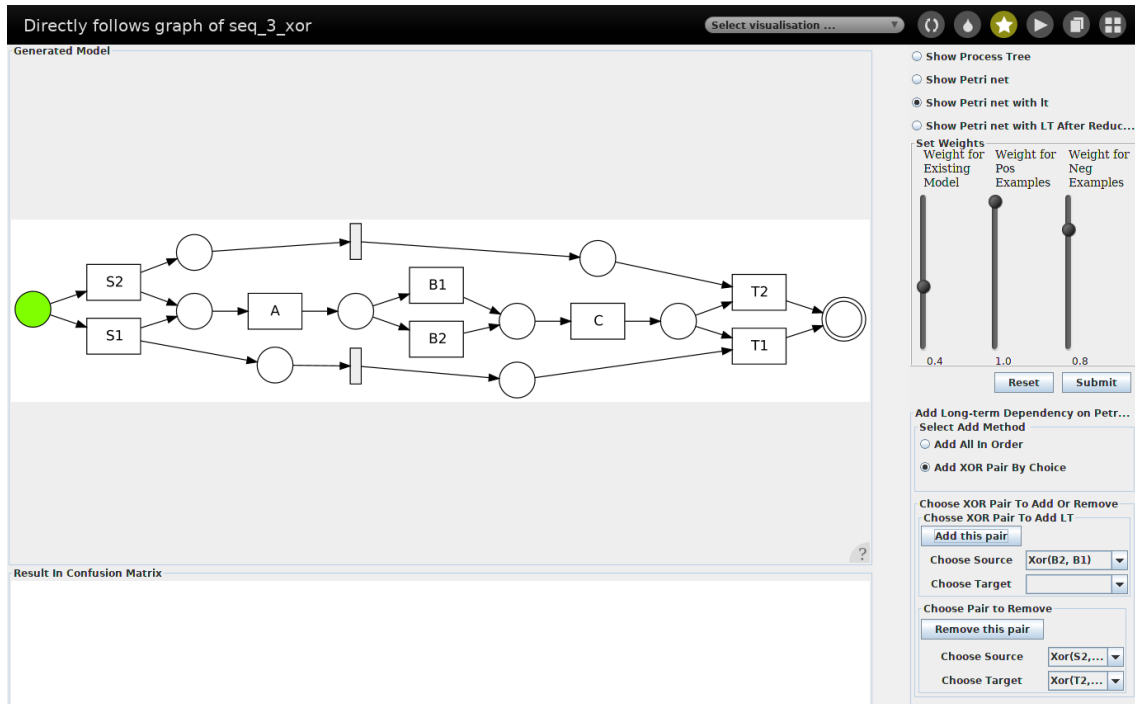 Directly follows graph of seq_3_xor
Select visualisation ...
Generated Model
S2
S1
A
B1
B2
C
T2
T1
?
Result In Confusion Matrix
Show Process Tree
Show Petri net
Show Petri net with lt
Show Petri net with LT After Reduc...
Set Weights
Weight for Existing Model
Weight for Pos Examples
Weight for Neg Examples
0.4
1.0
0.8
Reset
Submit
Add Long-term Dependency on Petr...
Select Add Method
Add All In Order
Add XOR Pair By Choice
Choose XOR Pair To Add Or Remove
Chosse XOR Pair To Add LT
Add this pair
Choose Source Xor(B2, B1)
Choose Target
Choose Pair to Remove
Remove this pair
Choose Source Xor(S2,...
Choose Target Xor(T2,...